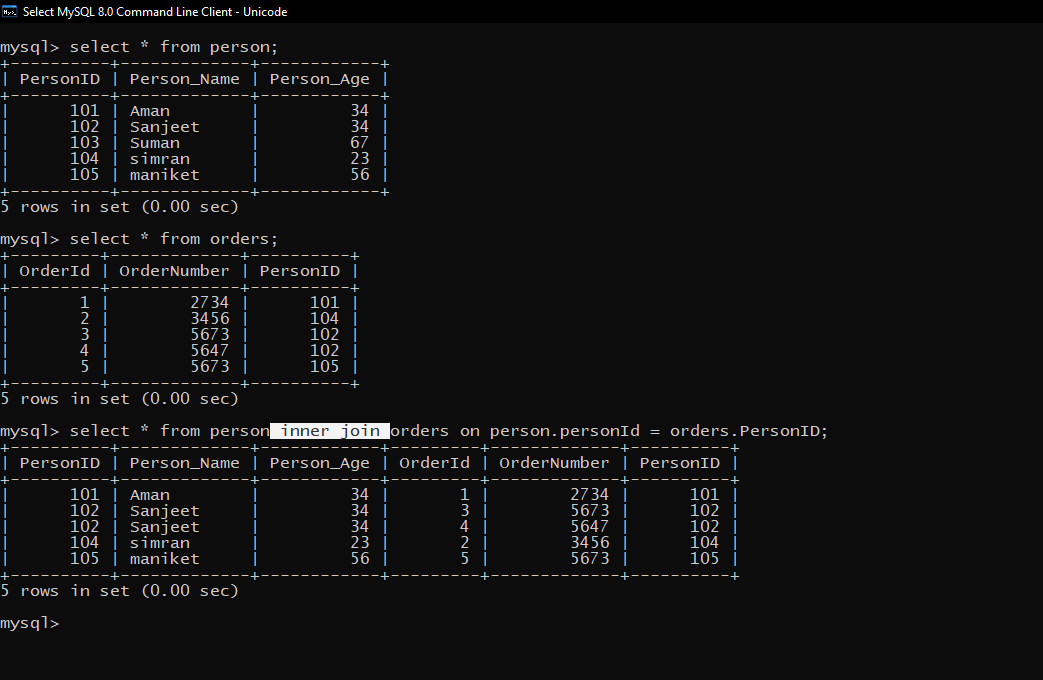 Select MySQL 8.0 Command Line Client - Unicode
mysql> select * from person;
+----------+-------------+------------+
| PersonID | Person_Name | Person_Age |
+----------+-------------+------------+
|      101 | Aman        |         34 |
|      102 | Sanjeet     |         34 |
|      103 | Suman       |         67 |
|      104 | simran      |         23 |
|      105 | maniket     |         56 |
+----------+-------------+------------+
5 rows in set (0.00 sec)
mysql> select * from orders;
+---------+-------------+----------+
| OrderId | OrderNumber | PersonID |
+---------+-------------+----------+
|       1 |        2734 |      101 |
|       2 |        3456 |      104 |
|       3 |        5673 |      102 |
|       4 |        5647 |      102 |
|       5 |        5673 |      105 |
+---------+-------------+----------+
5 rows in set (0.00 sec)
mysql> select * from person inner join orders on person.personId = orders.PersonID;
+----------+-------------+------------+---------+-------------+----------+
| PersonID | Person_Name | Person_Age | OrderId | OrderNumber | PersonID |
+----------+-------------+------------+---------+-------------+----------+
|      101 | Aman        |         34 |       1 |        2734 |      101 |
|      102 | Sanjeet     |         34 |       3 |        5673 |      102 |
|      102 | Sanjeet     |         34 |       4 |        5647 |      102 |
|      104 | simran      |         23 |       2 |        3456 |      104 |
|      105 | maniket     |         56 |       5 |        5673 |      105 |
+----------+-------------+------------+---------+-------------+----------+
5 rows in set (0.00 sec)
mysql>